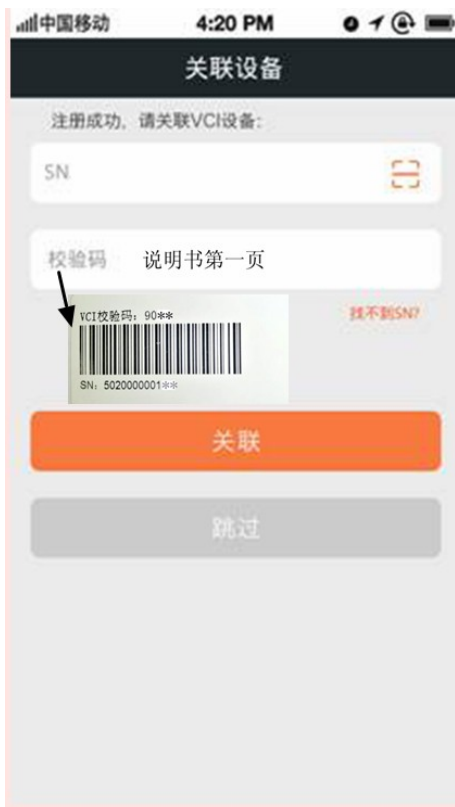 中国移动 4:20 PM
关联设备
注册成功，请关联VCI设备：
SN
校验码 说明书第一页
找不到SN?
VCI校验码：90**
SN：5020000001**
关联
跳过